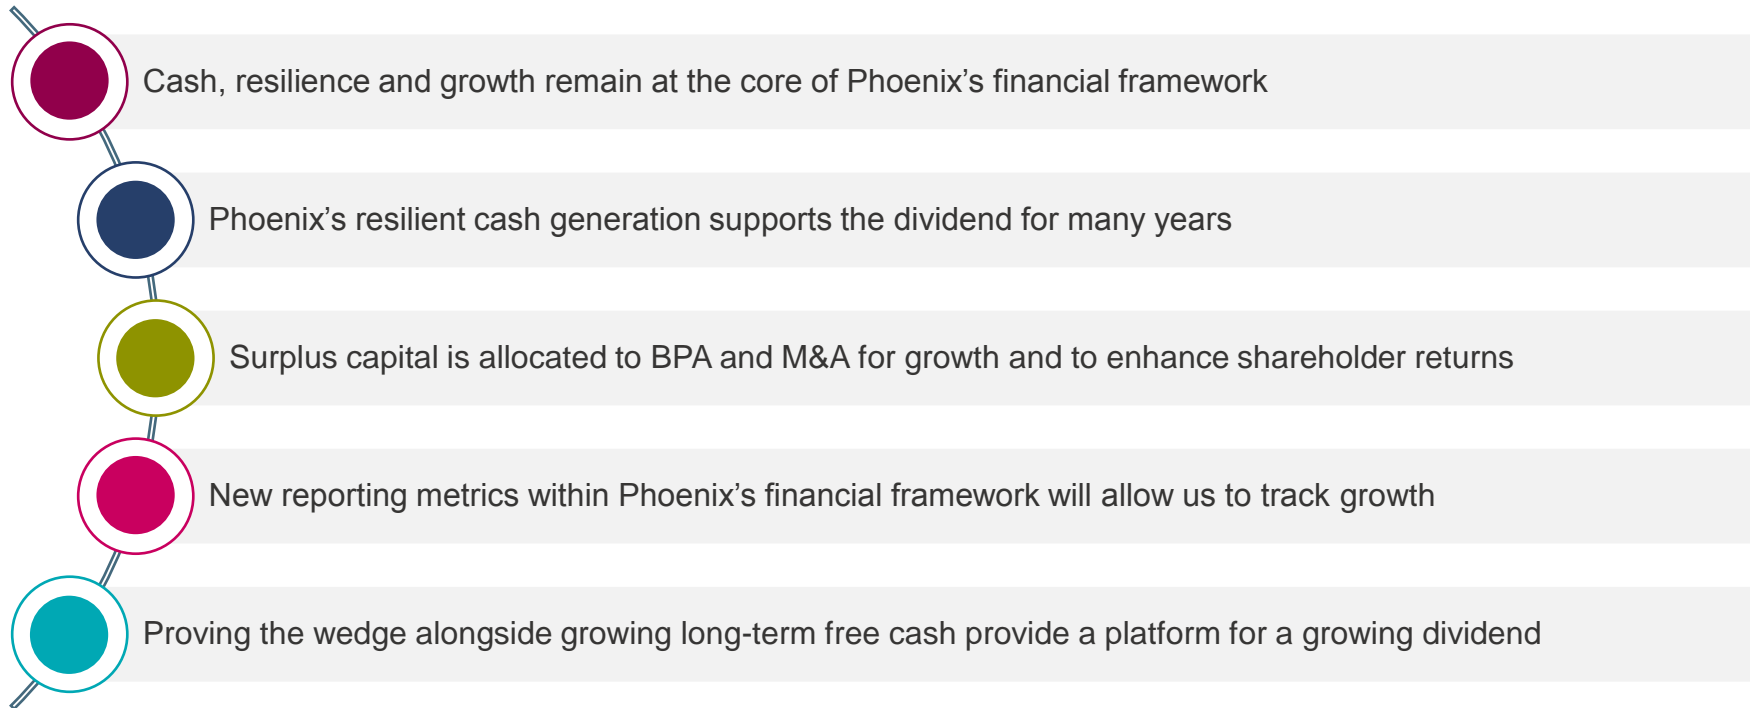 Cash, resilience and growth remain at the core of Phoenix’s financial framework
Phoenix’s resilient cash generation supports the dividend for many years
Surplus capital is allocated to BPA and M&A for growth and to enhance shareholder returns
New reporting metrics within Phoenix’s financial framework will allow us to track growth
Proving the wedge alongside growing long-term free cash provide a platform for a growing dividend